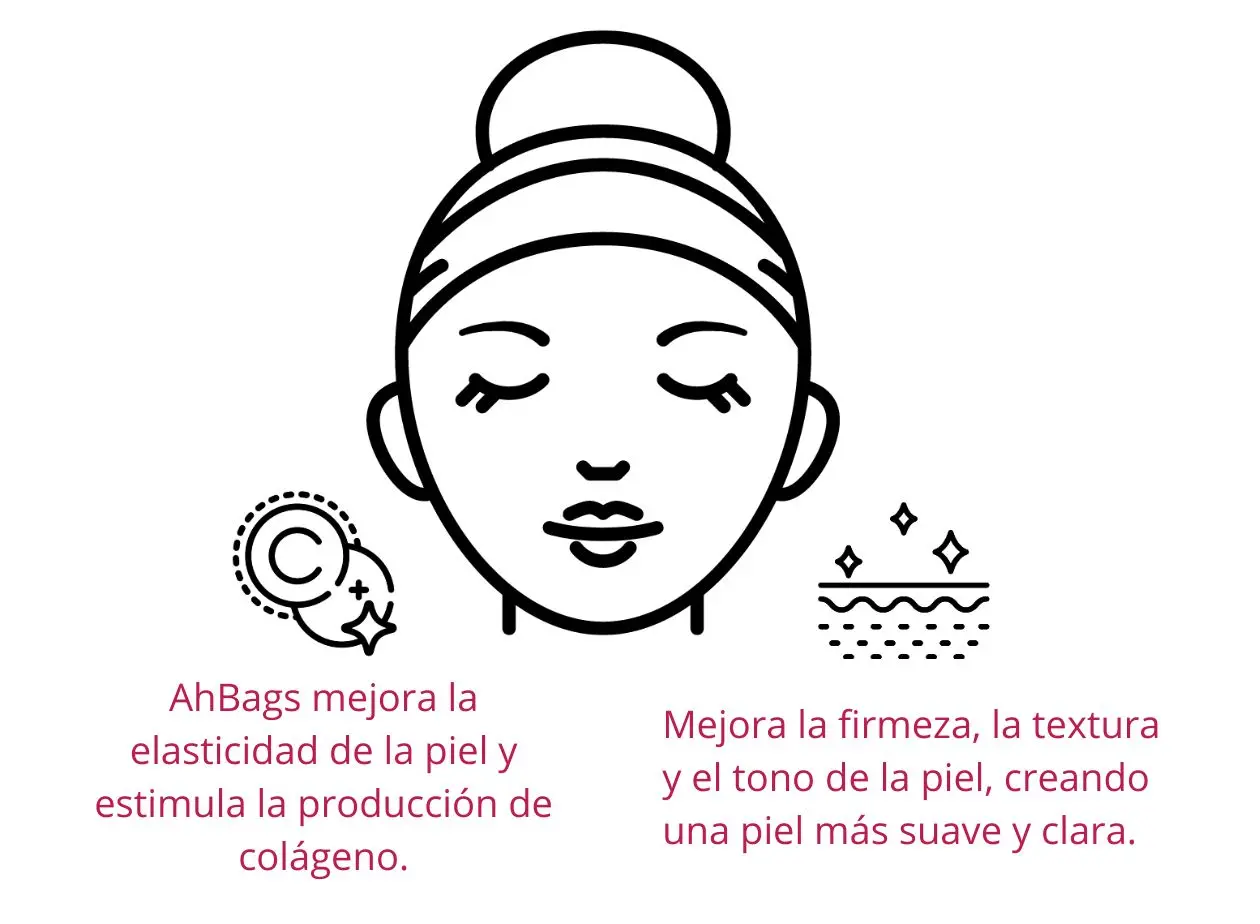 AhBags mejora la
elasticidad de la piel y
estimula la producción de
colágeno.
Mejora la firmeza, la textura
y el tono de la piel, creando
una piel más suave y clara.